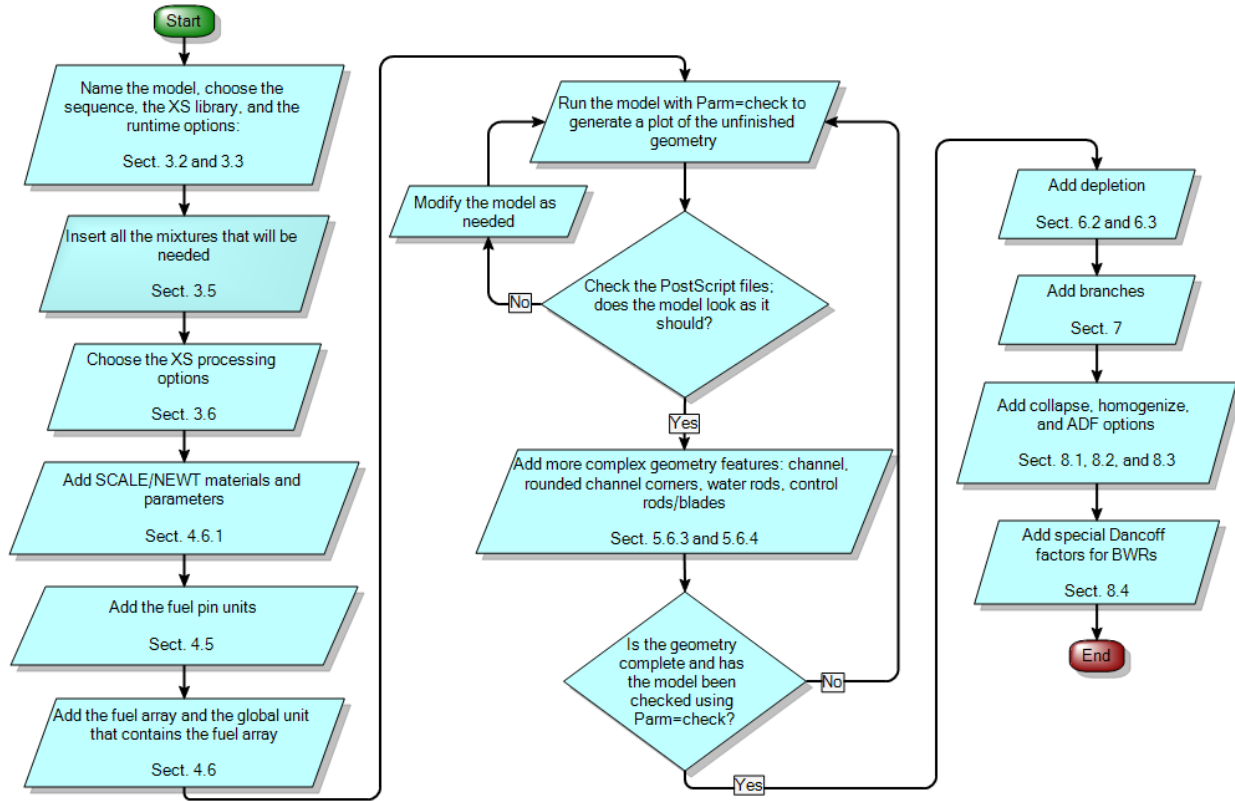 Start
Name the model, choose the
sequence, the XS library, and the
runtime options:
Sect. 3.2 and 3.3
Insert all the mixtures that will be
needed
Sect. 3.5
Choose the XS processing
options
Sect. 3.6
Add SCALE/NEWT materials and
parameters
Sect. 4.6.1
Add the fuel pin units
Sect. 4.5
Add the fuel array and the global unit
that contains the fuel array
Sect. 4.6
Run the model with Parm=check to
generate a plot of the unfinished
geometry
Modify the model as
needed
No
Check the PostScript files;
does the model look as it
should?
Yes
Add more complex geometry features: channel,
rounded channel corners, water rods, control
rods/blades
Sect. 5.6.3 and 5.6.4
Is the geometry
complete and has
the model been
checked using
Parm=check?
No
Yes
Add depletion
Sect. 6.2 and 6.3
Add branches
Sect. 7
Add collapse, homogenize,
and ADF options
Sect. 8.1, 8.2, and 8.3
Add special Dancoff
factors for BWRs
Sect. 8.4
End